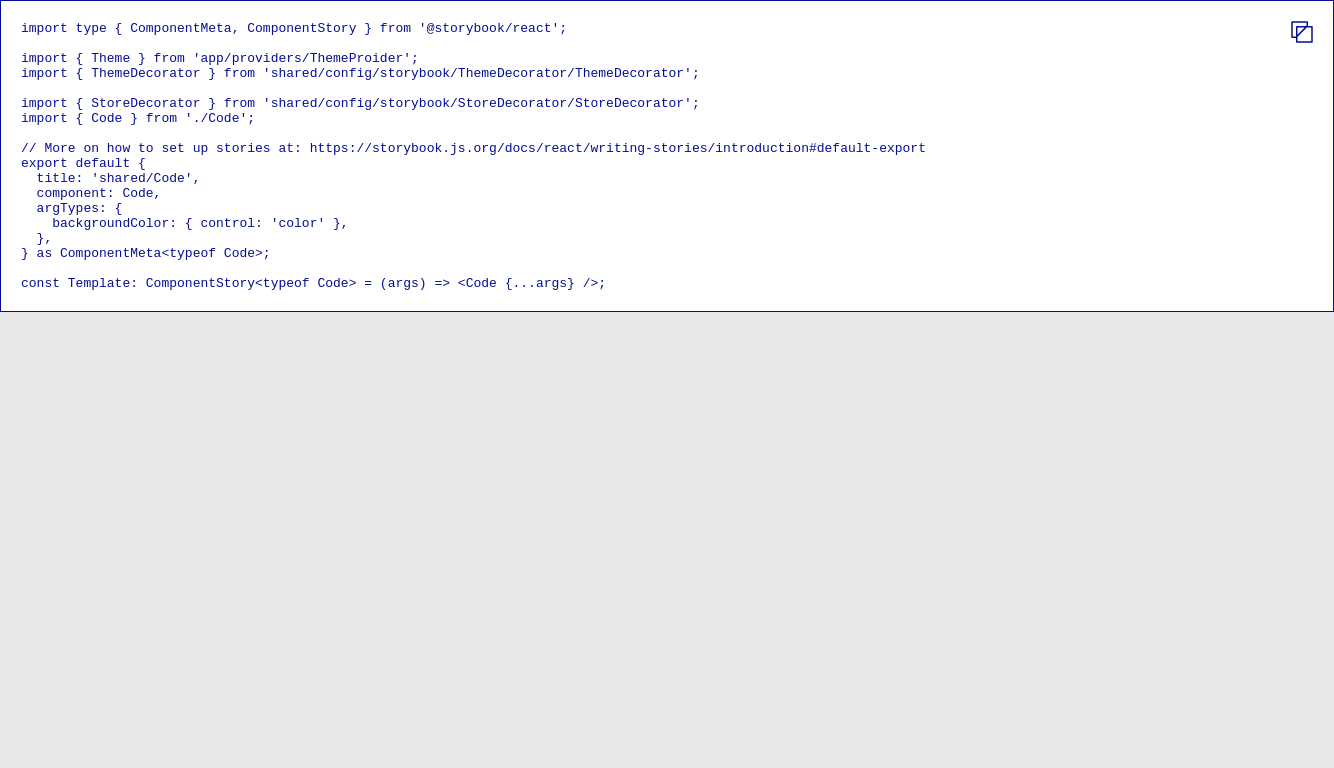 import type { ComponentMeta, ComponentStory } from '@storybook/react';

import { Theme } from 'app/providers/ThemeProider';
import { ThemeDecorator } from 'shared/config/storybook/ThemeDecorator/ThemeDecorator';

import { StoreDecorator } from 'shared/config/storybook/StoreDecorator/StoreDecorator';
import { Code } from './Code';

// More on how to set up stories at: https://storybook.js.org/docs/react/writing-stories/introduction#default-export
export default {
  title: 'shared/Code',
  component: Code,
  argTypes: {
    backgroundColor: { control: 'color' },
  },
} as ComponentMeta<typeof Code>;

const Template: ComponentStory<typeof Code> = (args) => <Code {...args} />;